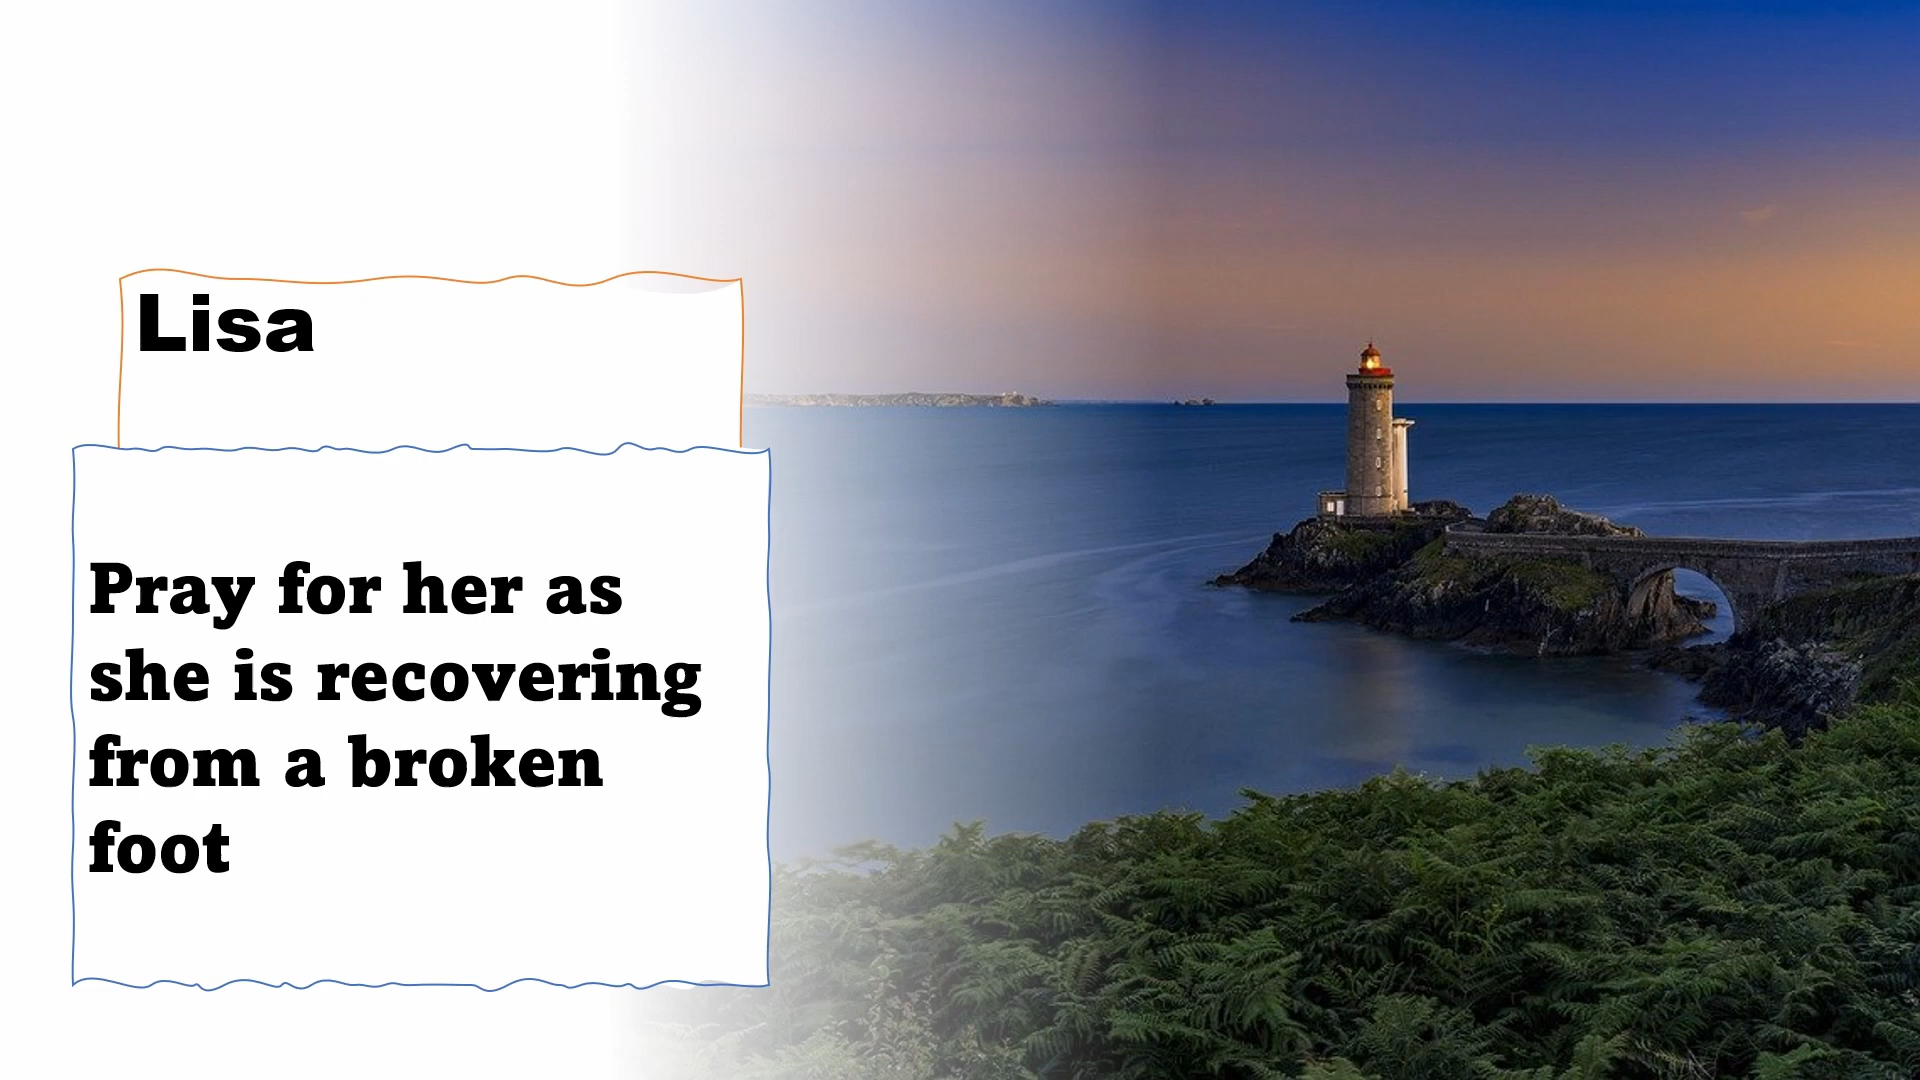 Lisa
Pray for her as
she is recovering
from a broken
foot